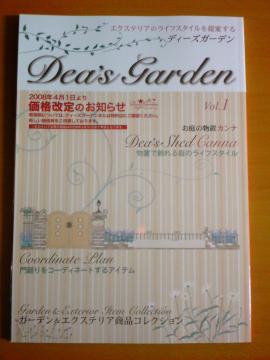 エクステリアのライフスタイルを提案する
ディーズガーデン
Dea's Garden
2008年4月1日より
価格改定のお知らせ
Vol.1
お庭の物置カンナ
Dea's Shed Canna
物置で飾れる庭のライフスタイル
Coordinate Plan
門廻りをコーディネートするアイテム
Garden & Exterior Item Collection
ガーデン&エクステリア商品コレクション